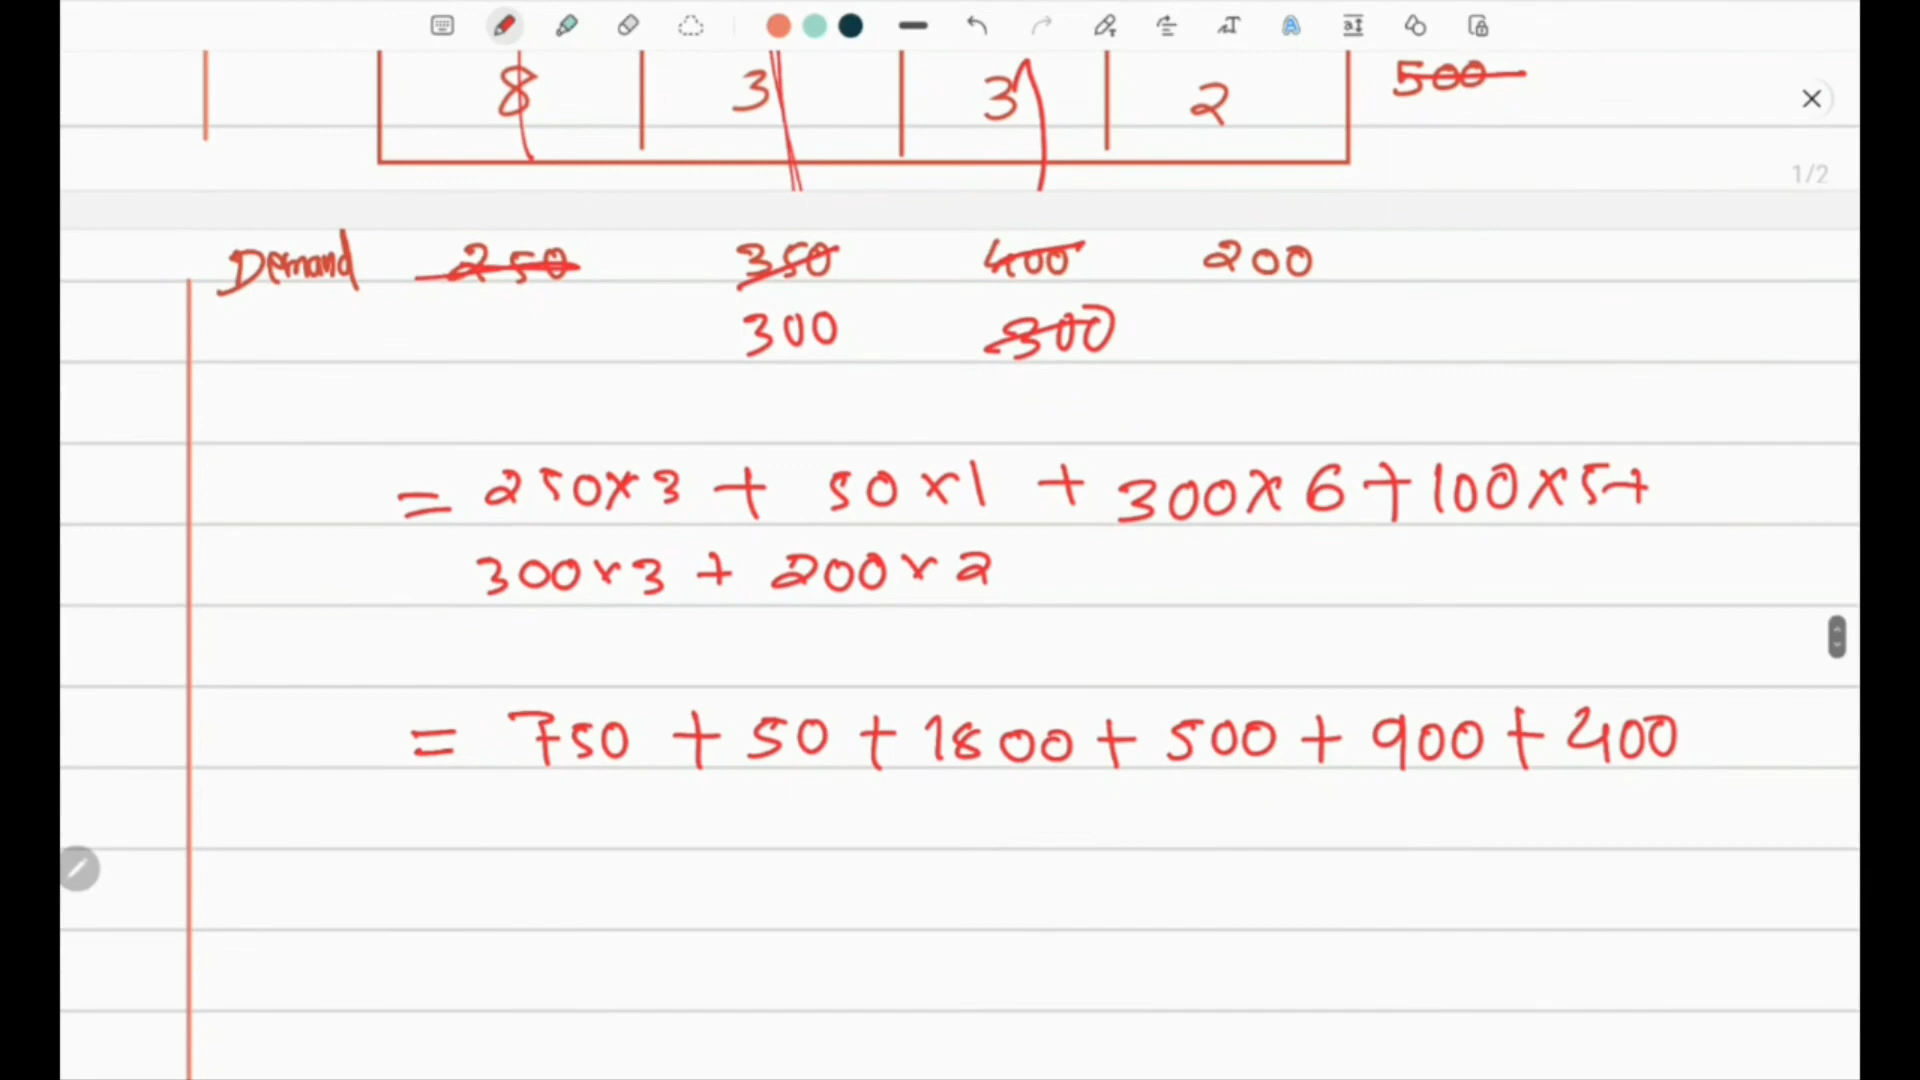 8 3 3 2 500
1/2
Demand 250 350 400 200
300 300
= 250×3 + 50×1 + 300×6+100×5+
300×3 + 200×2
= 750 + 50 + 1800 + 500 + 900 + 400